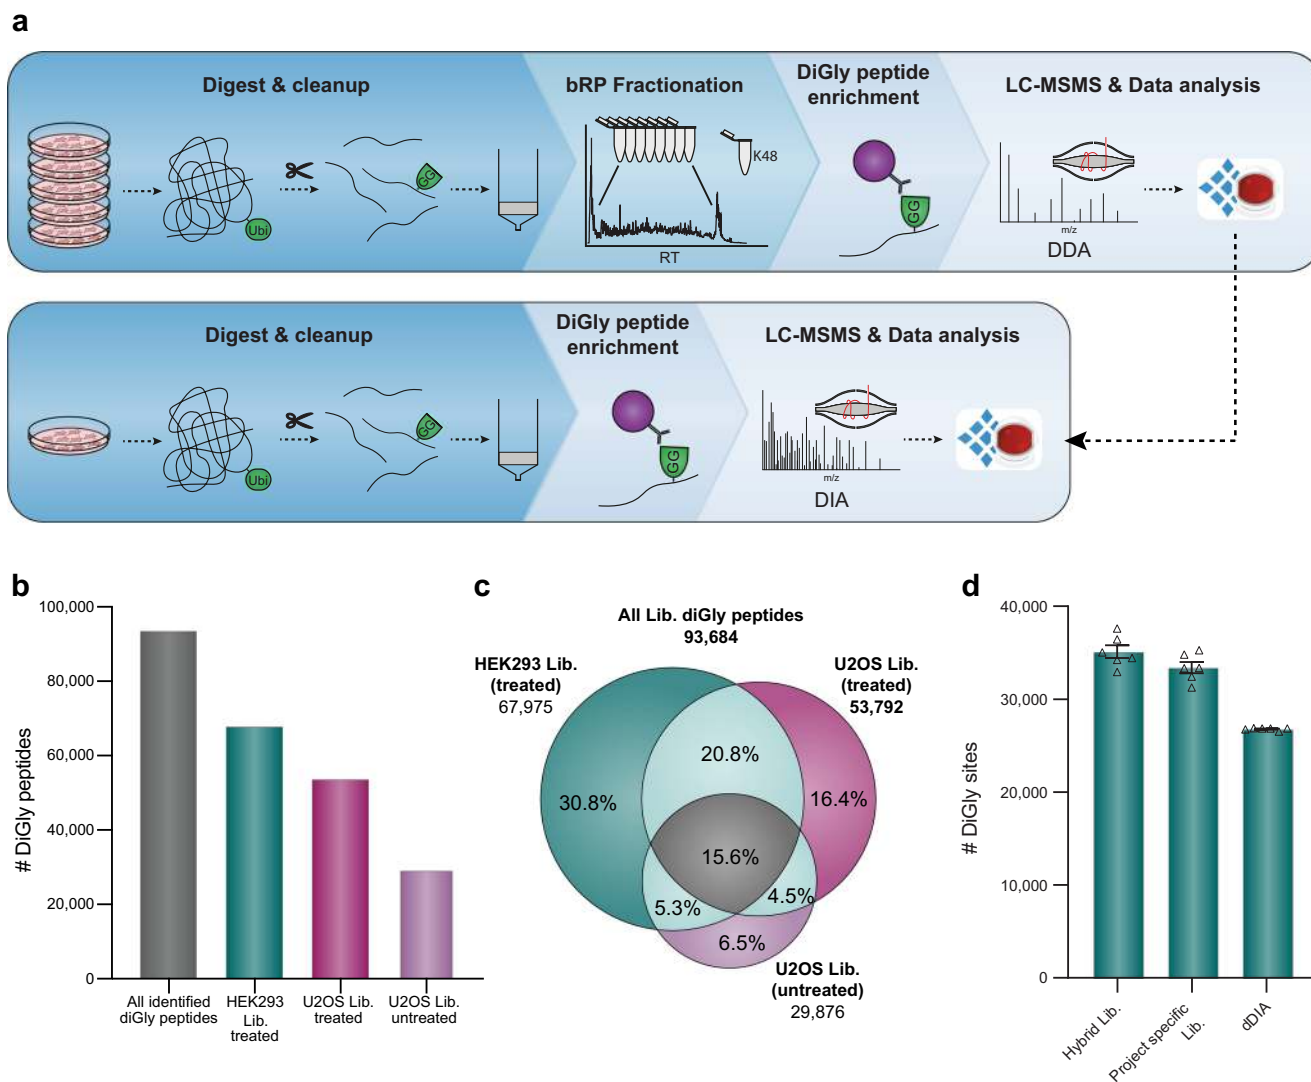 a
Digest & cleanup
bRP Fractionation
DiGly peptide
enrichment
LC-MSMS & Data analysis
K48
GG
Ubi
GG
RT
m/z
DDA
Digest & cleanup
DiGly peptide
enrichment
LC-MSMS & Data analysis
GG
Ubi
GG
m/z
DIA
b
# DiGly peptides
100,000
80,000
60,000
40,000
20,000
0
All identified
diGly peptides
HEK293
Lib.
treated
U2OS Lib.
treated
U2OS Lib.
untreated
c
All Lib. diGly peptides
93,684
HEK293 Lib.
(treated)
67,975
U2OS Lib.
(treated)
53,792
20.8%
30.8%
16.4%
15.6%
5.3%
4.5%
6.5%
U2OS Lib.
(untreated)
29,876
d
# DiGly sites
40,000
30,000
20,000
10,000
0
Hybrid Lib.
Project specific
Lib.
dDIA